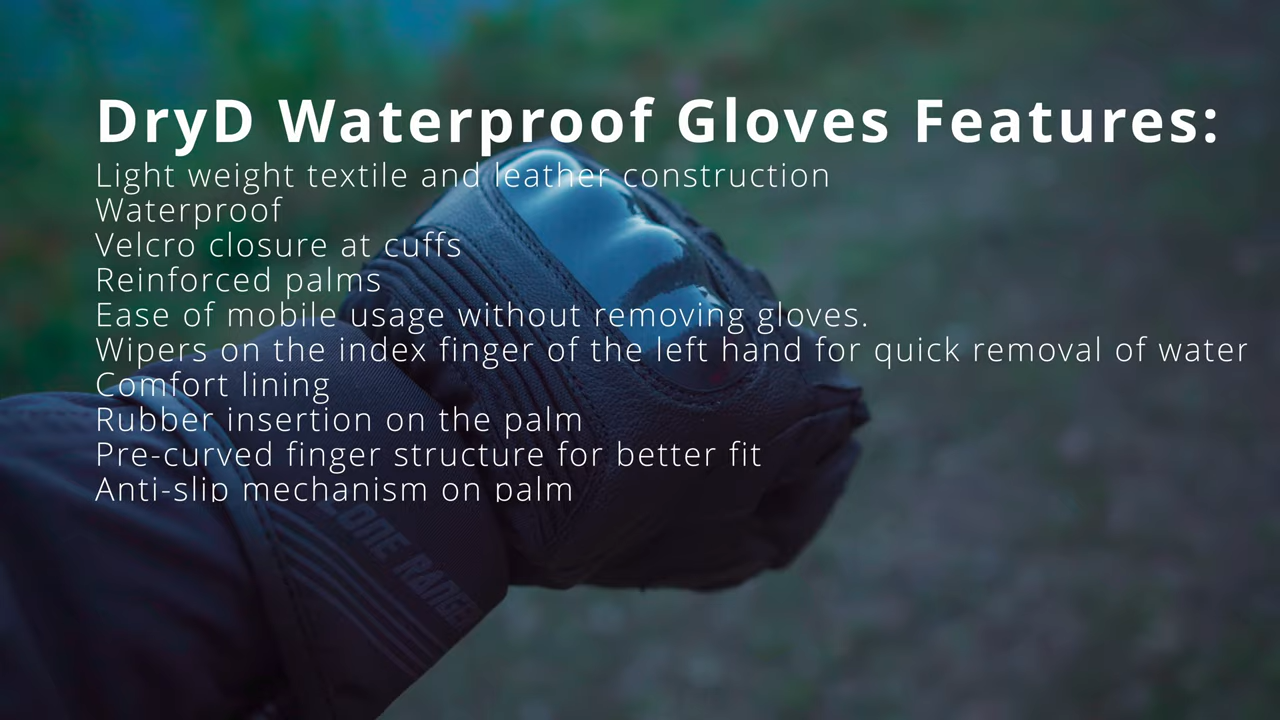 DryD Waterproof Gloves Features:
Light weight textile and leather construction
Waterproof
Velcro closure at cuffs
Reinforced palms
Ease of mobile usage without removing gloves.
Wipers on the index finger of the left hand for quick removal of water
Comfort lining
Rubber insertion on the palm
Pre-curved finger structure for better fit
Anti-slip mechanism on palm